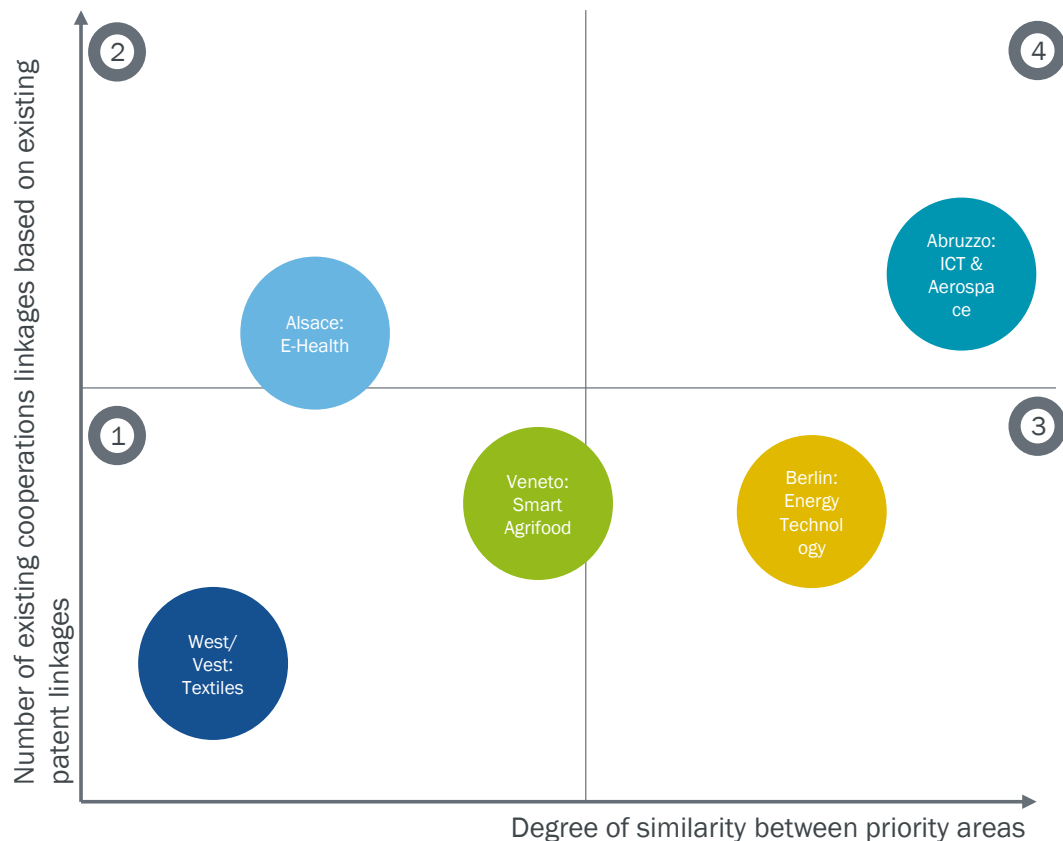 Number of existing cooperations linkages based on existing
patent linkages
2
4
Abruzzo:
ICT &
Aerospa
ce
Alsace:
E-Health
1
3
Veneto:
Smart
Agrifood
Berlin:
Energy
Technol
ogy
West/
Vest:
Textiles
Degree of similarity between priority areas